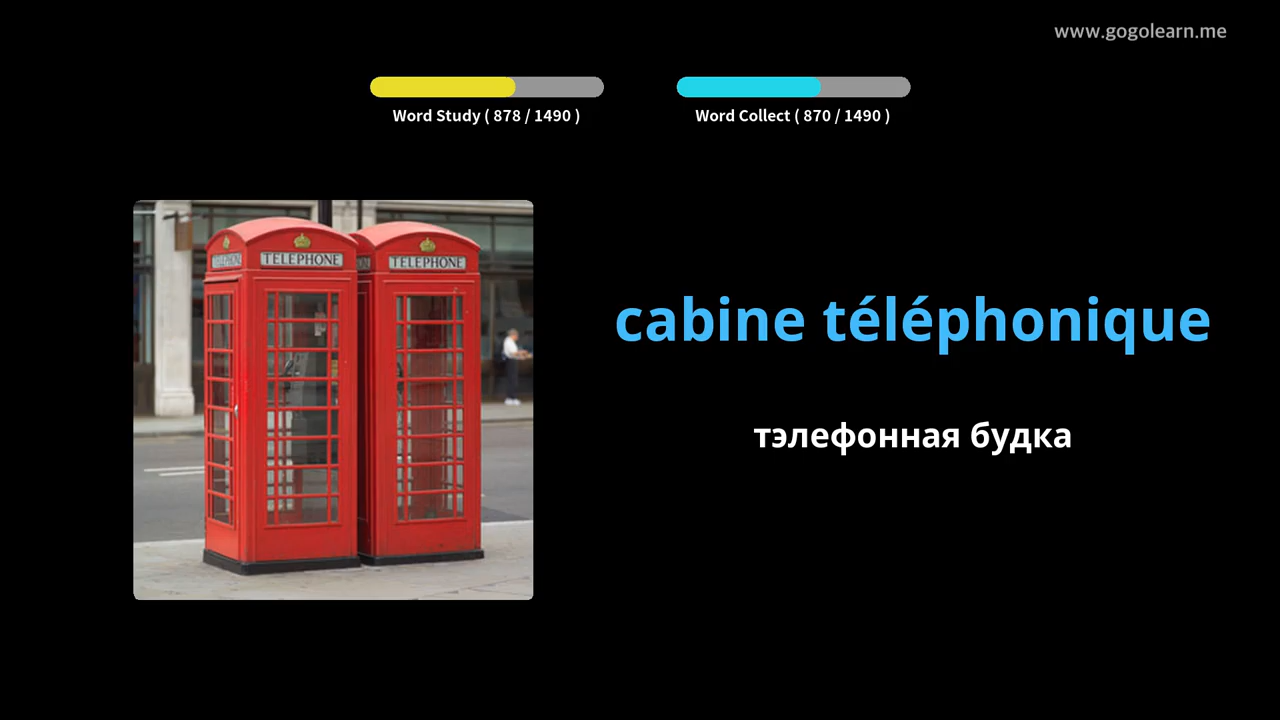 www.gogolearn.me
Word Study ( 878 / 1490 )
Word Collect ( 870 / 1490 )
TELEPHONE
TELEPHONE
cabine téléphonique
тэлефонная будка